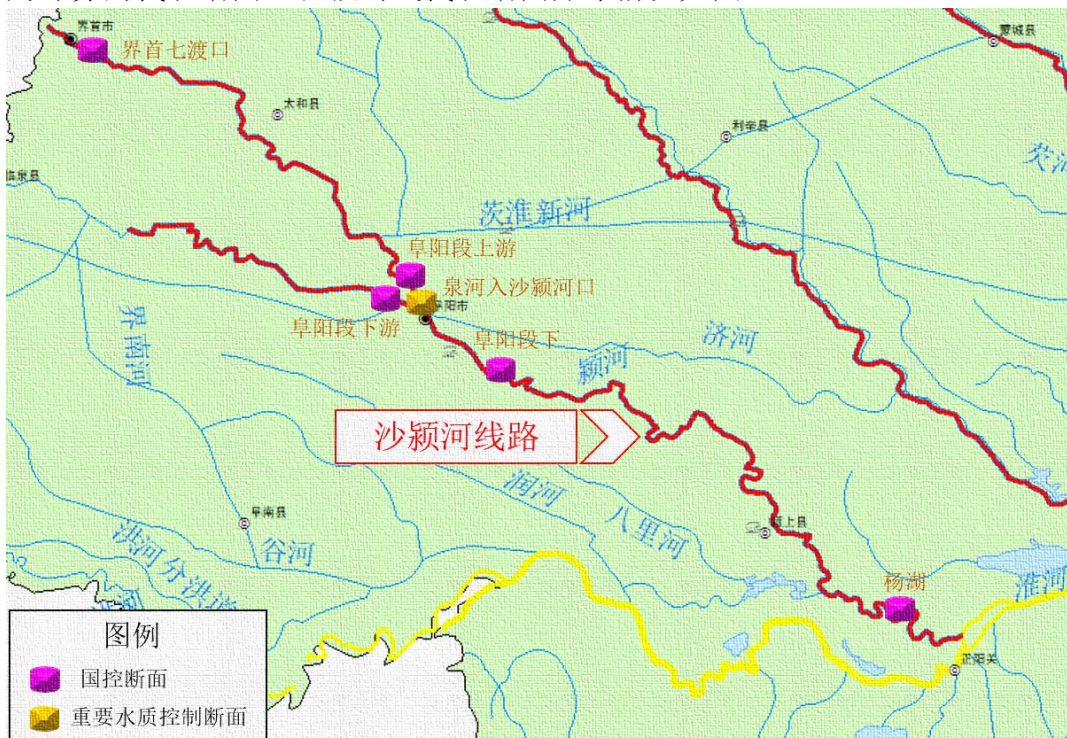 界首市
界首七渡口
太和县
蒙城县
利辛县
临泉县
茨淮新河
阜阳段上游
泉河入沙颍河口
阜阳市
阜阳段下游
阜阳段下
界南河
济河
颍河
沙颍河线路
润河
八里河
阜南县
谷河
洪河分洪道
颍上县
杨湖
淮河
正阳关
图例
国控断面
重要水质控制断面